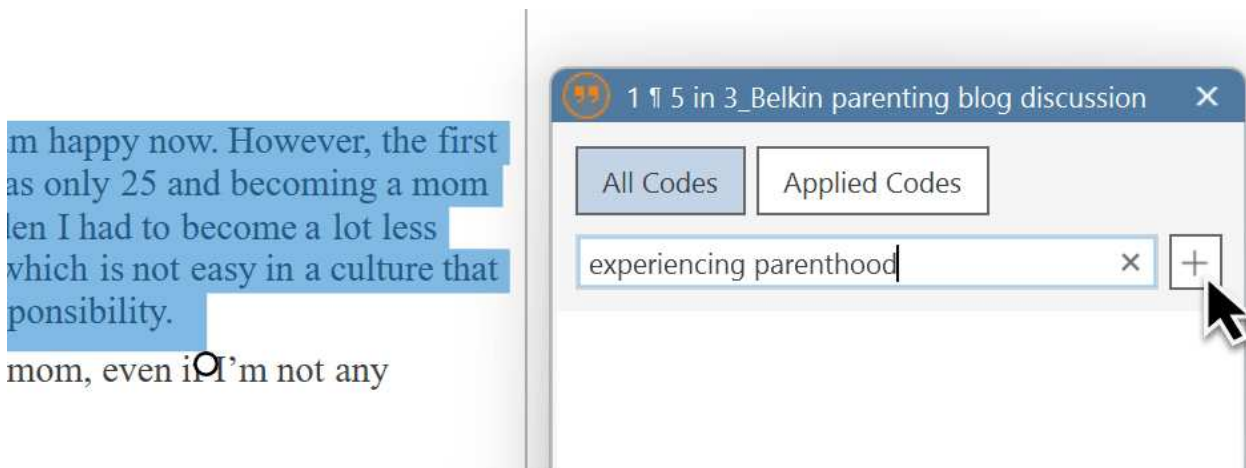 m happy now. However, the first
as only 25 and becoming a mom
len I had to become a lot less
which is not easy in a culture that
ponsibility.
mom, even if I'm not any
1 ¶ 5 in 3_Belkin parenting blog discussion
All Codes
Applied Codes
experiencing parenthood